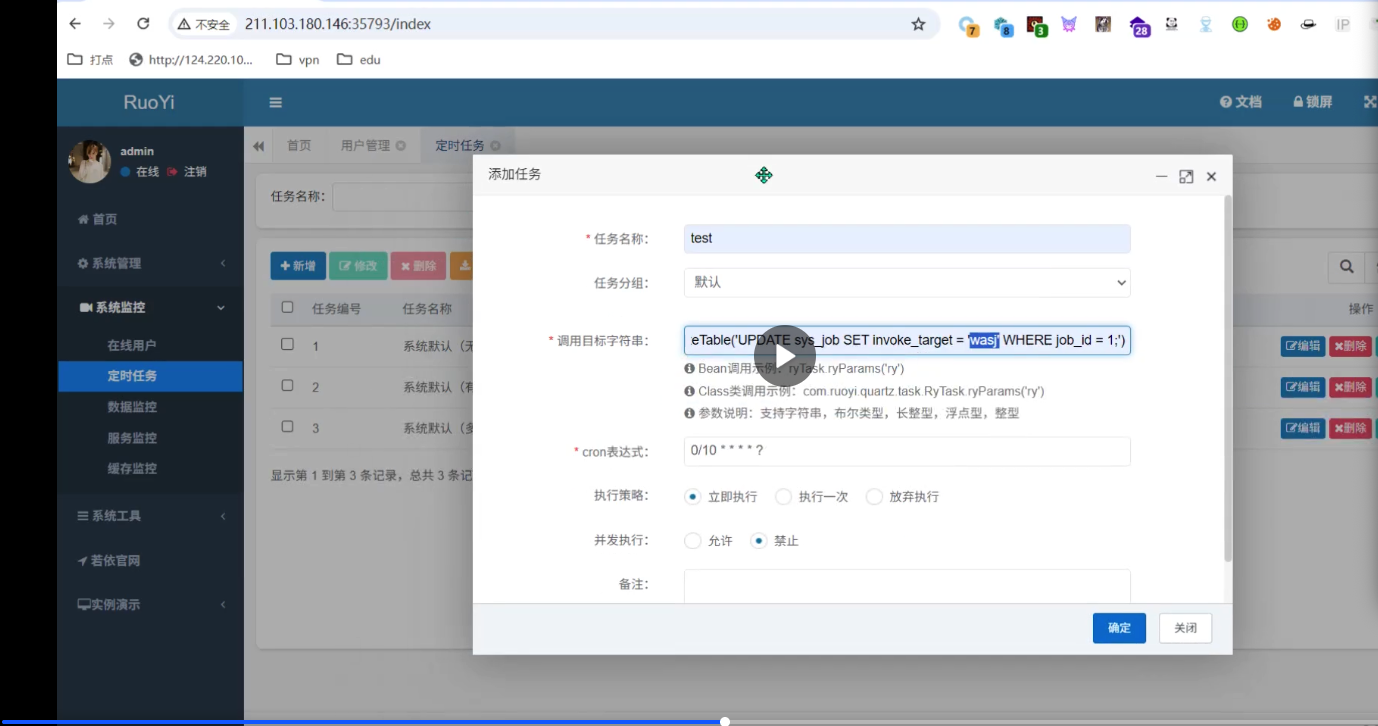 不安全 211.103.180.146:35793/index
7 8 3 28 IP
打点 http://124.220.10... vpn edu
RuoYi 文档 锁屏
admin
在线 注销
首页 用户管理 定时任务
添加任务
任务名称：
* 任务名称： test
首页
系统管理
新增 修改 删除
任务分组： 默认
系统监控
任务编号 任务名称 操作
* 调用目标字符串： eTable('UPDATE sys_job SET invoke_target = 'wasj' WHERE job_id = 1;')
在线用户
1 系统默认（无 编辑 删除
Bean调用示例：ryTask.ryParams('ry')
定时任务
2 系统默认（有 编辑 删除
Class类调用示例：com.ruoyi.quartz.task.RyTask.ryParams('ry')
数据监控
参数说明：支持字符串，布尔类型，长整型，浮点型，整型
3 系统默认（多 编辑 删除
服务监控
* cron表达式： 0/10 * * * * ?
缓存监控
显示第 1 到第 3 条记录，总共 3 条记
执行策略： 立即执行 执行一次 放弃执行
系统工具
并发执行： 允许 禁止
若依官网
备注：
实例演示
确定 关闭